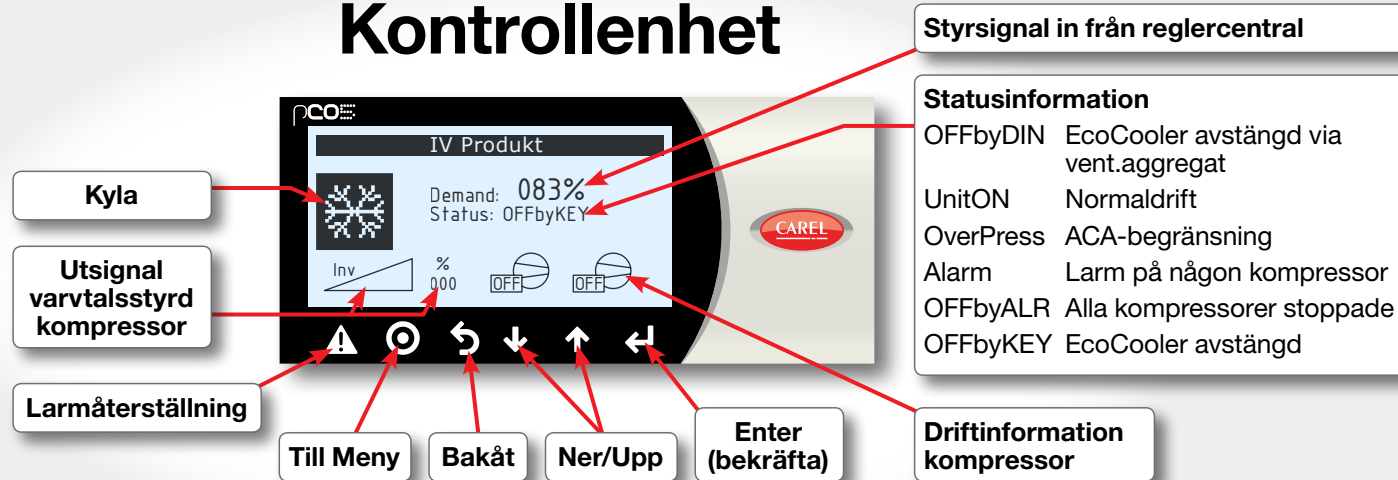 Kontrollenhet
Styrsignal in från reglercentral
Statusinformation
OFFbyDIN EcoCooler avstängd via
vent.aggregat
UnitON Normaldrift
OverPress ACA-begränsning
Alarm Larm på någon kompressor
OFFbyALR Alla kompressorer stoppade
OFFbyKEY EcoCooler avstängd
pCO5
IV Produkt
Demand: 083%
Status: OFFbyKEY
Inv
%
000
OFF
OFF
CAREL
Kyla
Utsignal
varvtalsstyrd
kompressor
Larmåterställning
Till Meny
Bakåt
Ner/Upp
Enter
(bekräfta)
Driftinformation
kompressor